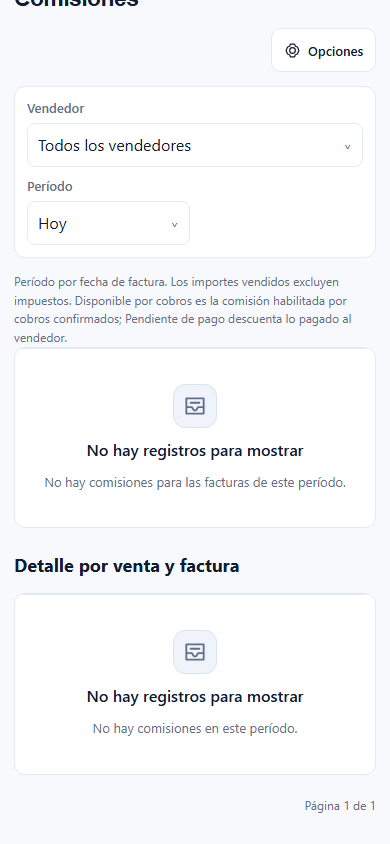 Comisiones
Opciones
Vendedor
Todos los vendedores
Período
Hoy
Período por fecha de factura. Los importes vendidos excluyen
impuestos. Disponible por cobros es la comisión habilitada por
cobros confirmados; Pendiente de pago descuenta lo pagado al
vendedor.
No hay registros para mostrar
No hay comisiones para las facturas de este período.
Detalle por venta y factura
No hay registros para mostrar
No hay comisiones en este período.
Página 1 de 1